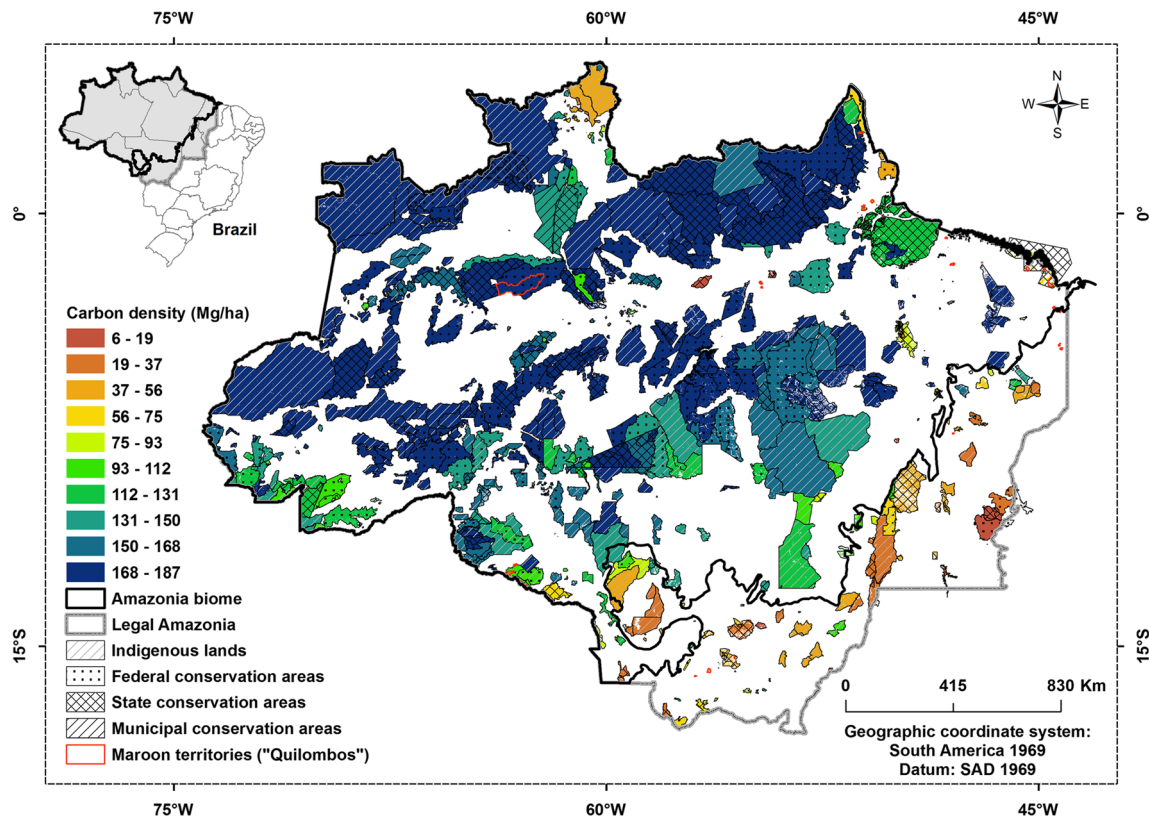 75°W 60°W 45°W
N
W E
S
0° 0°
Brazil
Carbon density (Mg/ha)
6 - 19
19 - 37
37 - 56
56 - 75
75 - 93
93 - 112
112 - 131
131 - 150
150 - 168
168 - 187
Amazonia biome
Legal Amazonia
Indigenous lands
Federal conservation areas
State conservation areas
Municipal conservation areas
Maroon territories ("Quilombos")
15°S 15°S
0 415 830 Km
Geographic coordinate system:
South America 1969
Datum: SAD 1969
75°W 60°W 45°W